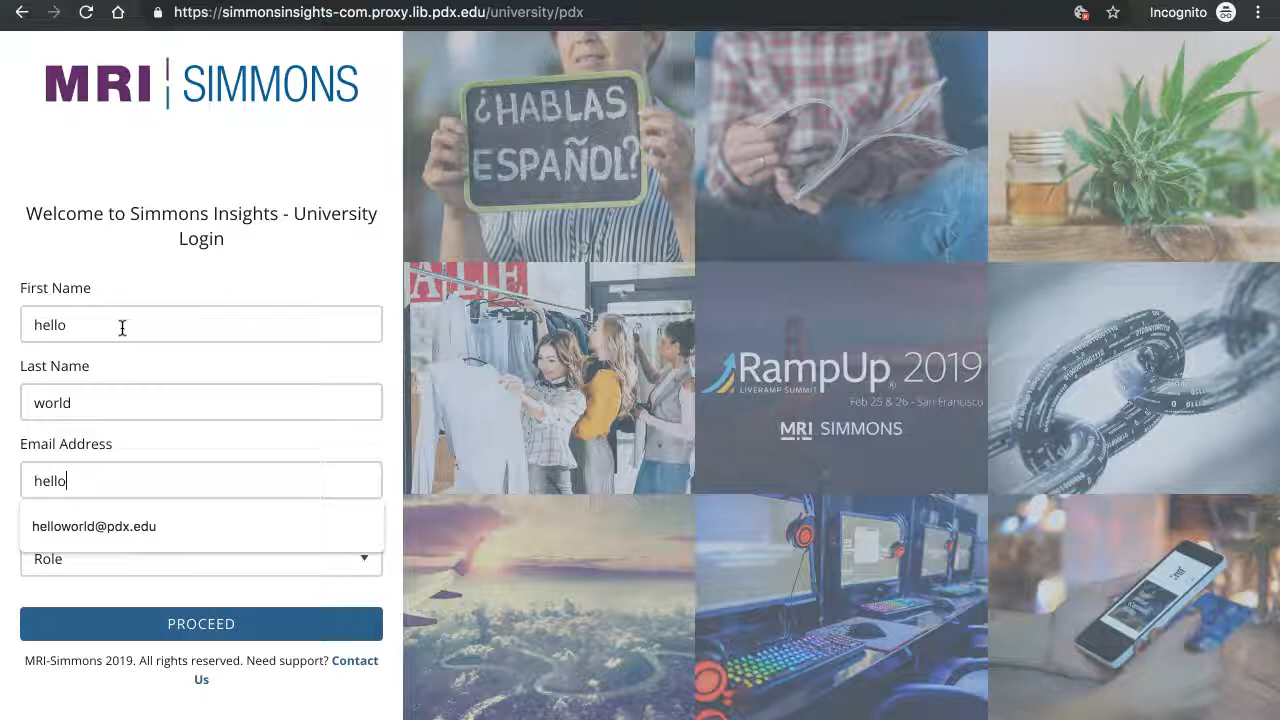 https://simmonsinsights-com.proxy.lib.pdx.edu/university/pdx
Incognito
MRI | SIMMONS
Welcome to Simmons Insights - University
Login
First Name
hello
Last Name
world
Email Address
hello
helloworld@pdx.edu
Role
PROCEED
MRI-Simmons 2019. All rights reserved. Need support? Contact
Us
¿HABLAS
ESPAÑOL?
SALE
RampUp® 2019
LIVERAMP SUMMIT
Feb 25 & 26 - San Francisco
MRI SIMMONS